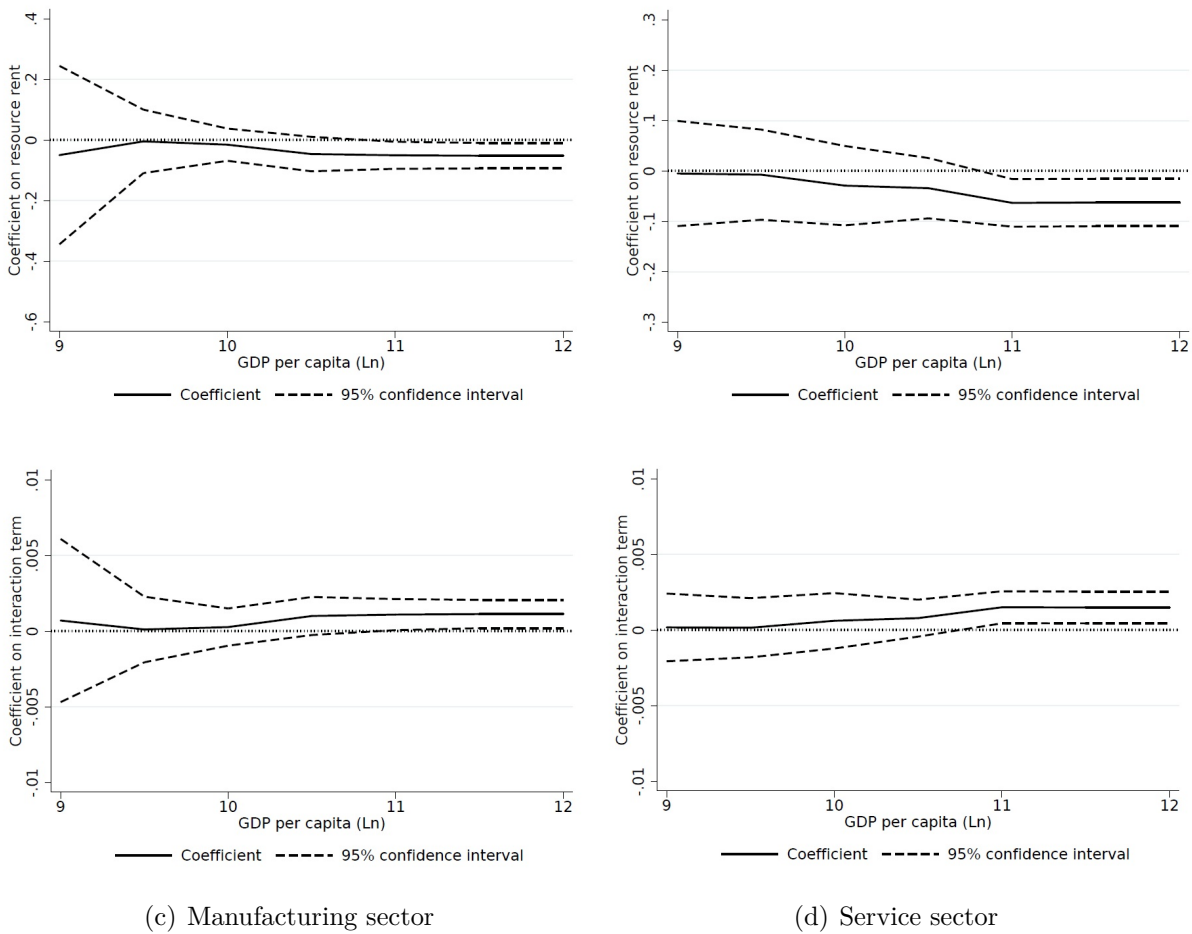 Coefficient on resource rent
.4
.2
0
-.2
-.4
-.6
9 10 11 12
GDP per capita (Ln)
Coefficient 95% confidence interval
Coefficient on resource rent
.3
.2
.1
0
-.1
-.2
-.3
9 10 11 12
GDP per capita (Ln)
Coefficient 95% confidence interval
Coefficient on interaction term
.01
.005
0
-.005
-.01
9 10 11 12
GDP per capita (Ln)
Coefficient 95% confidence interval
(c) Manufacturing sector
Coefficient on interaction term
.01
.005
0
-.005
-.01
9 10 11 12
GDP per capita (Ln)
Coefficient 95% confidence interval
(d) Service sector